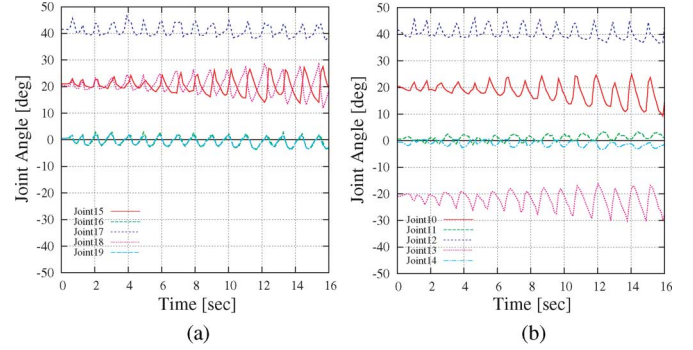 50
40
30
20
10
0
-10
-20
-30
-40
-50
Joint Angle [deg]
Joint15
Joint16
Joint17
Joint18
Joint19
0 2 4 6 8 10 12 14 16
Time [sec]
(a)
50
40
30
20
10
0
-10
-20
-30
-40
-50
Joint Angle [deg]
Joint10
Joint11
Joint12
Joint13
Joint14
0 2 4 6 8 10 12 14 16
Time [sec]
(b)